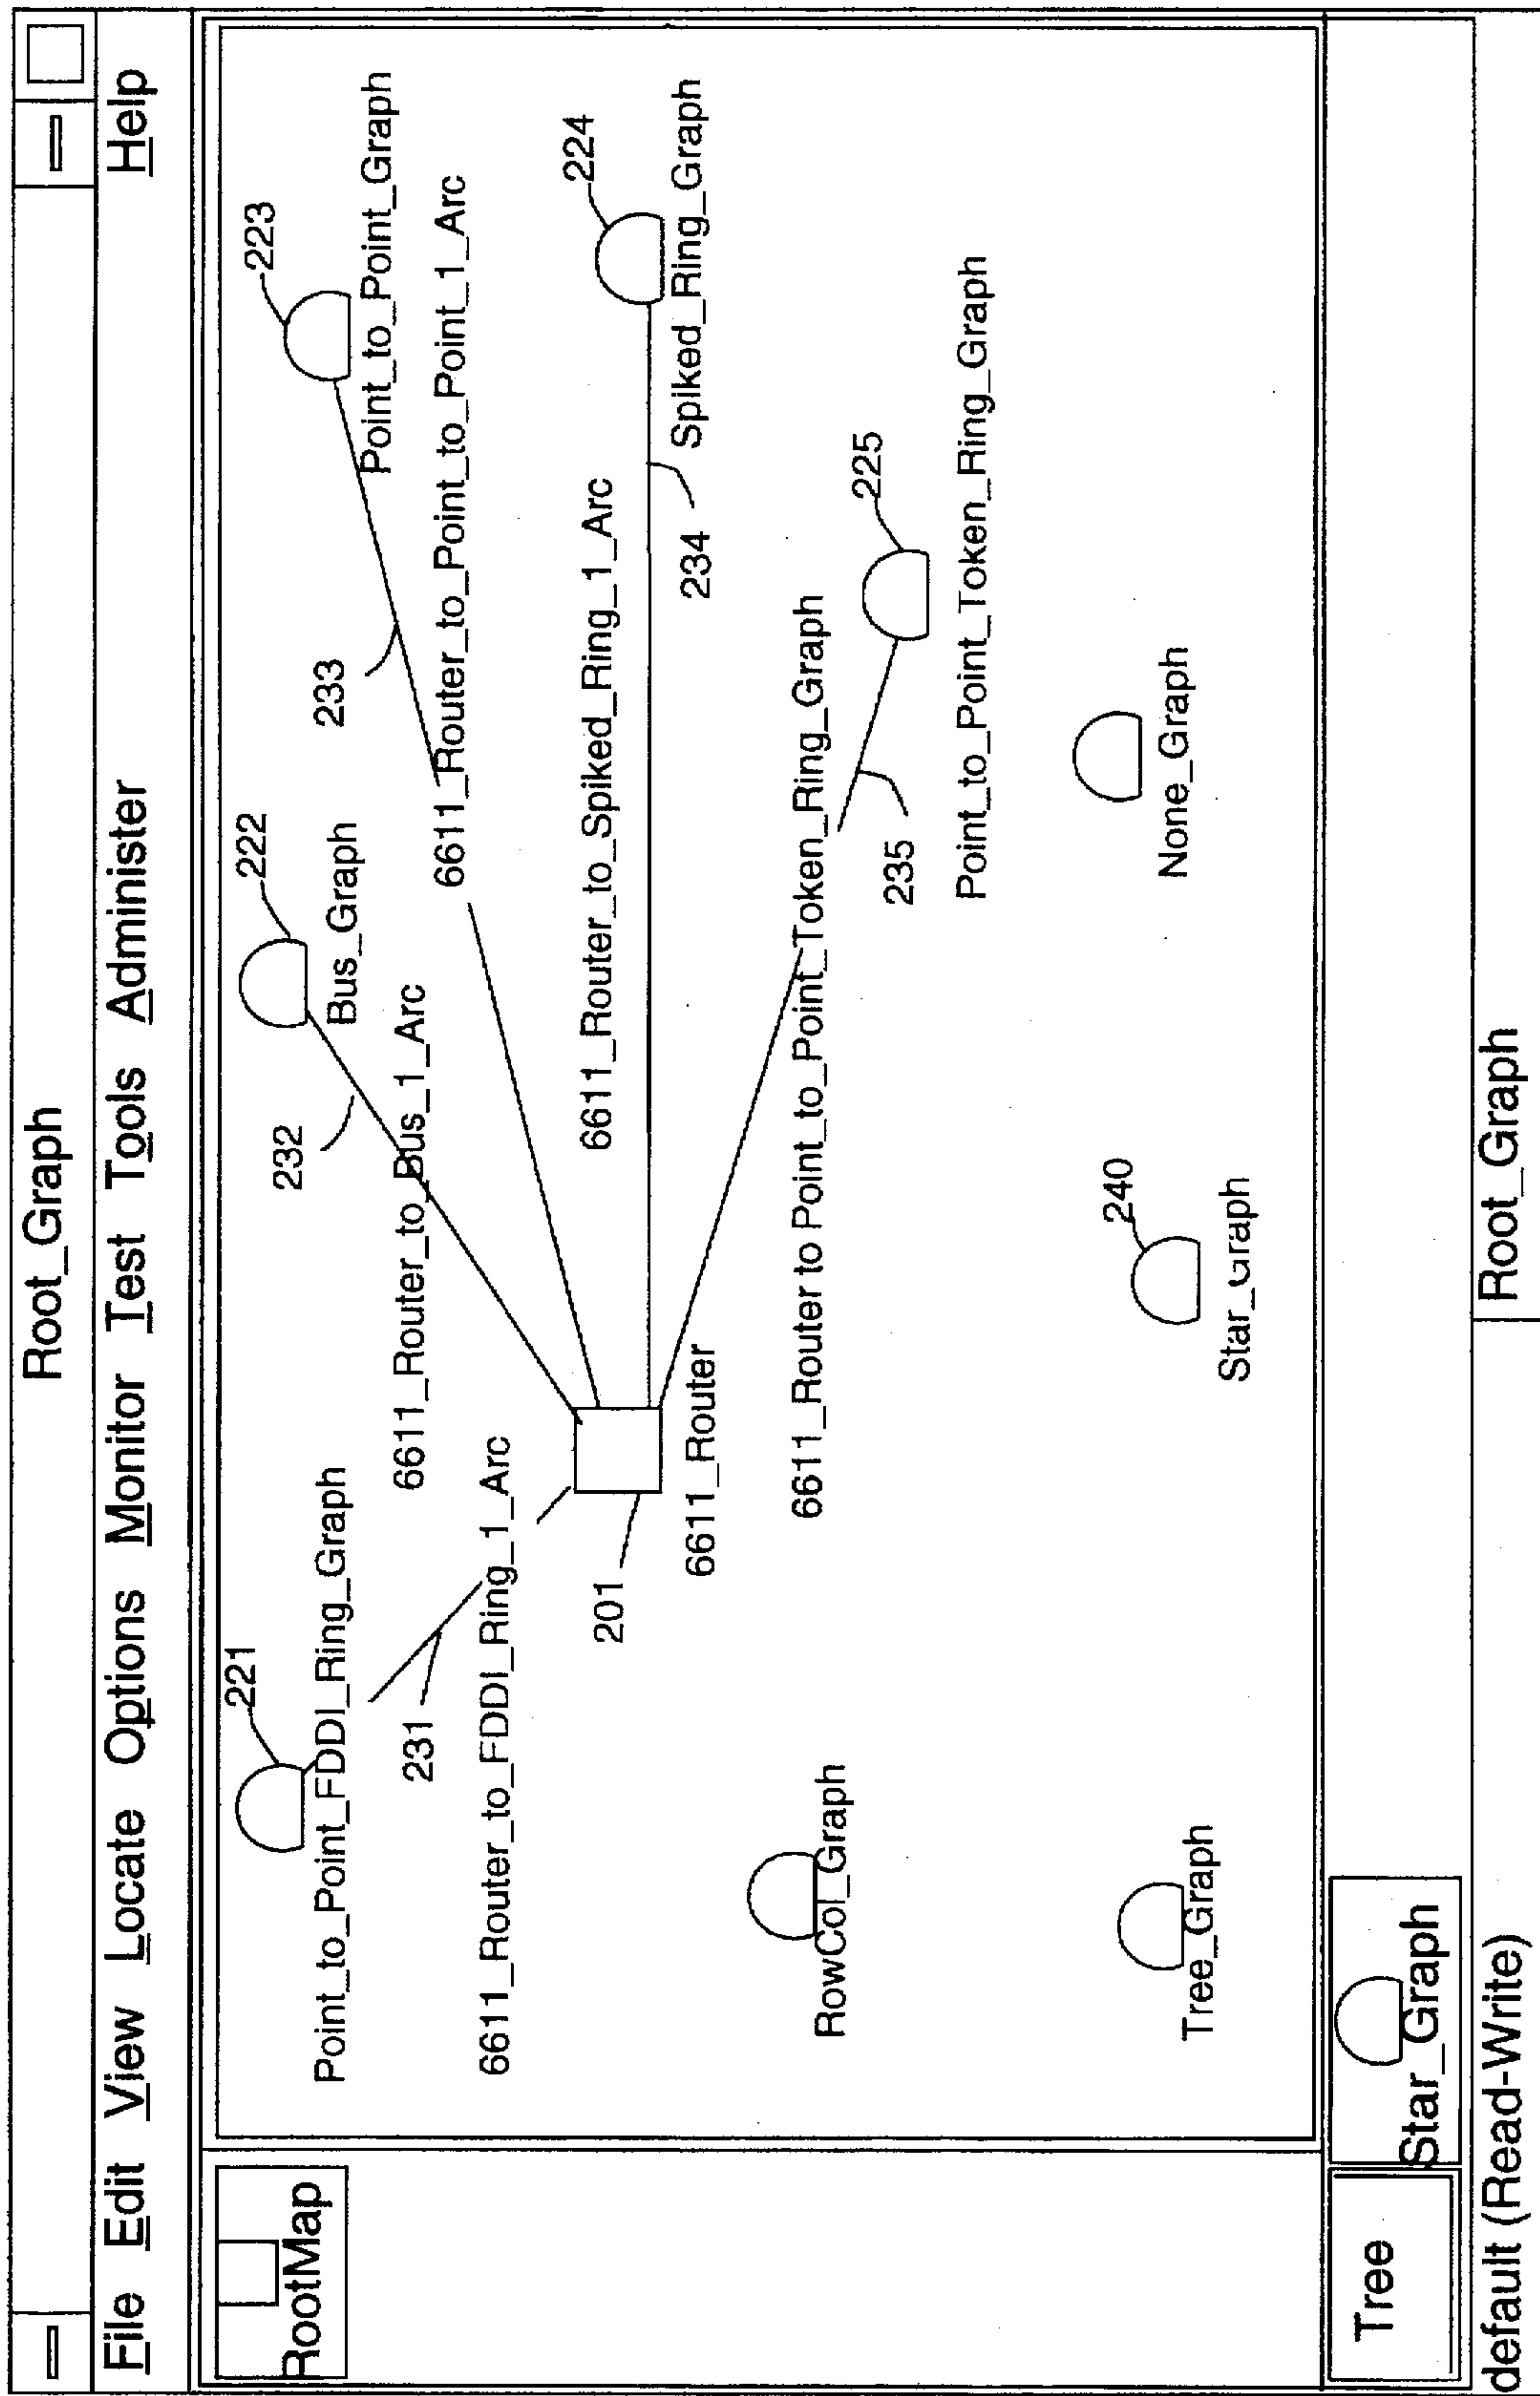 Root_Graph
File Edit View Locate Options Monitor Test Tools Administer Help
RootMap
221
Point_to_Point_FDDI_Ring_Graph
231
6611_Router_to_FDDI_Ring_1_Arc
222
Bus_Graph
232
6611_Router_to_Bus_1_Arc
223
Point_to_Point_Graph
233
6611_Router_to_Point_to_Point_1_Arc
224
Spiked_Ring_Graph
234
6611_Router_to_Spiked_Ring_1_Arc
201
6611_Router
225
6611_Router to Point_to_Point_Token_Ring_Graph
235
Point_to_Point_Token_Ring_Graph
RowCol_Graph
None_Graph
240
Star_Graph
Tree_Graph
Tree
Star_Graph
default (Read-Write)
Root_Graph